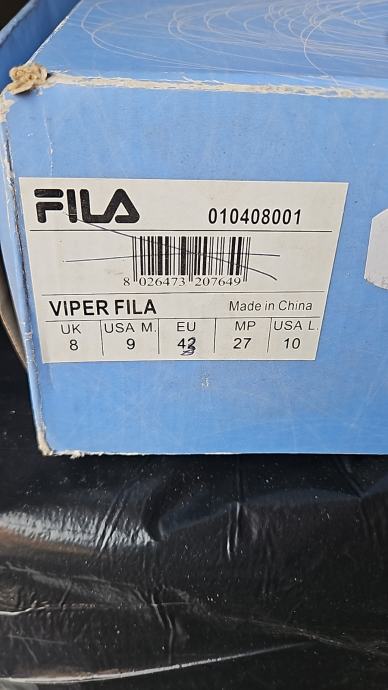 FILA
010408001
8 026473 207649
VIPER FILA Made in China
UK USA M. EU MP USA L.
8 9 42 27 10
3